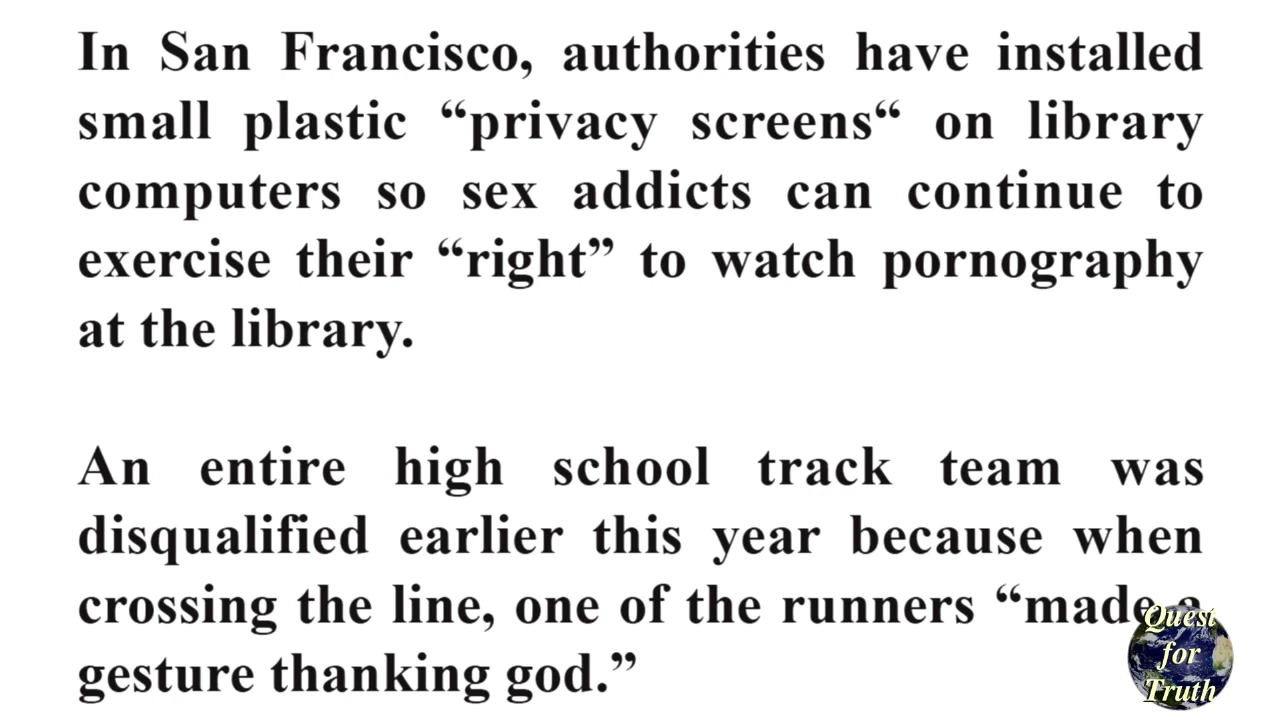 In San Francisco, authorities have installed
small plastic “privacy screens“ on library
computers so sex addicts can continue to
exercise their “right” to watch pornography
at the library.
An entire high school track team was
disqualified earlier this year because when
crossing the line, one of the runners “made a
gesture thanking god.”
Quest
for
Truth